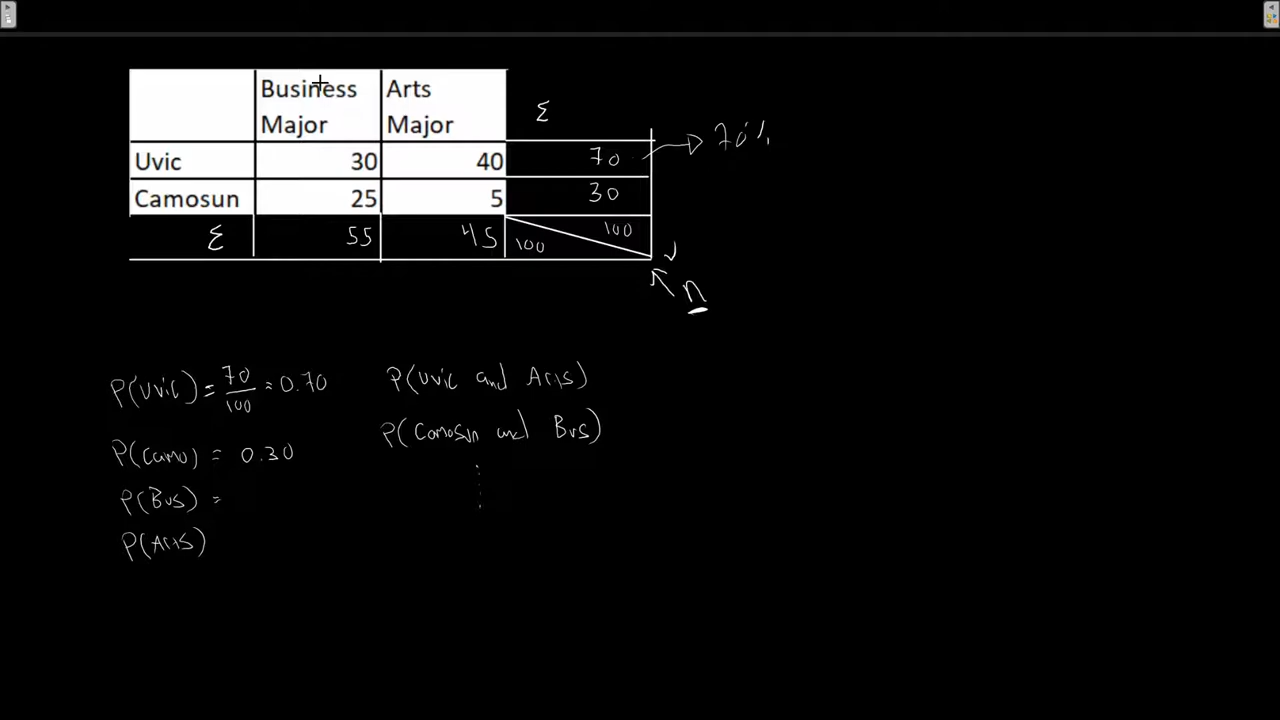 Business Major Arts Major Σ
Uvic 30 40 70 → 70%
Camosun 25 5 30
Σ 55 45 100 100
n
P(Uvic) = 70/100 = 0.70
P(camo) = 0.30
P(Bus) =
P(Arts)
P(Uvic and Arts)
P(Camosun and Bus)